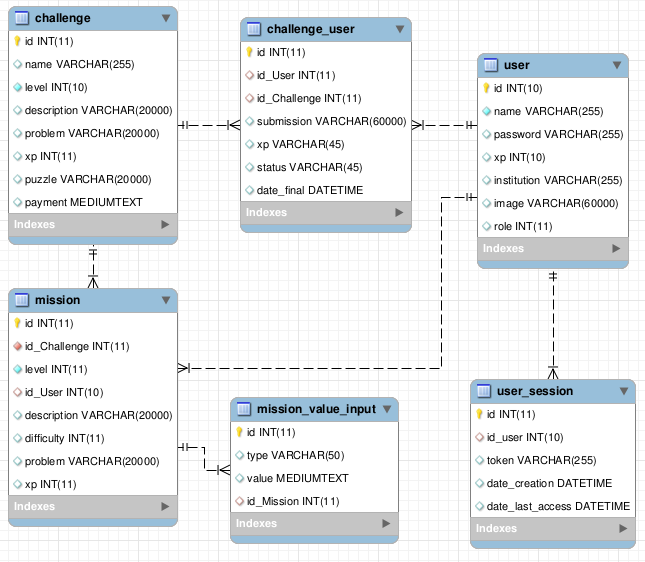 challenge
id INT(11)
name VARCHAR(255)
level INT(10)
description VARCHAR(20000)
problem VARCHAR(20000)
xp INT(11)
puzzle VARCHAR(20000)
payment MEDIUMTEXT
Indexes
challenge_user
id INT(11)
id_User INT(11)
id_Challenge INT(11)
submission VARCHAR(60000)
xp VARCHAR(45)
status VARCHAR(45)
date_final DATETIME
Indexes
user
id INT(10)
name VARCHAR(255)
password VARCHAR(255)
xp INT(10)
institution VARCHAR(255)
image VARCHAR(60000)
role INT(11)
Indexes
mission
id INT(11)
id_Challenge INT(11)
level INT(11)
id_User INT(10)
description VARCHAR(20000)
difficulty INT(11)
problem VARCHAR(20000)
xp INT(11)
Indexes
mission_value_input
id INT(11)
type VARCHAR(50)
value MEDIUMTEXT
id_Mission INT(11)
Indexes
user_session
id INT(11)
id_user INT(10)
token VARCHAR(255)
date_creation DATETIME
date_last_access DATETIME
Indexes